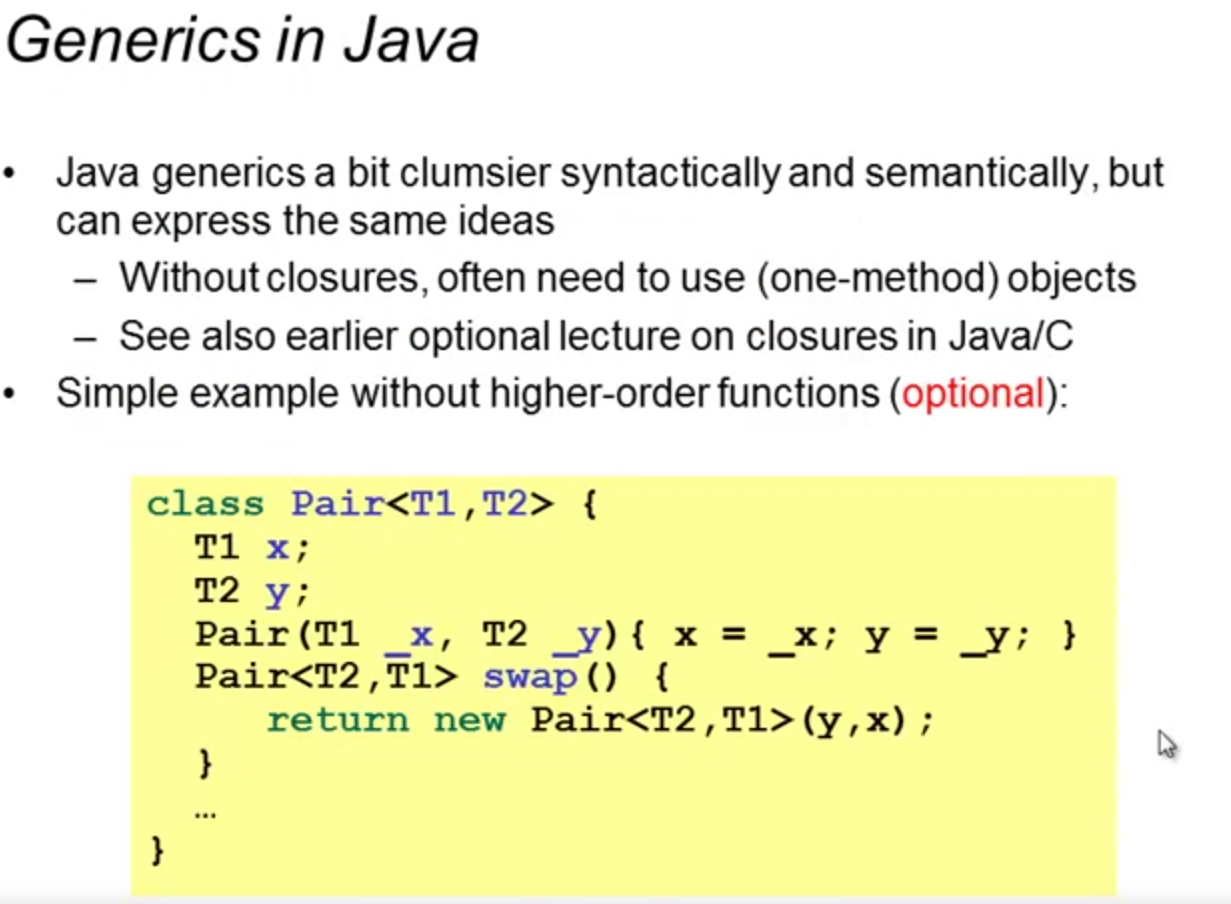 Generics in Java
• Java generics a bit clumsier syntactically and semantically, but
can express the same ideas
– Without closures, often need to use (one-method) objects
– See also earlier optional lecture on closures in Java/C
• Simple example without higher-order functions (optional):
class Pair<T1,T2> {
T1 x;
T2 y;
Pair(T1 _x, T2 _y){ x = _x; y = _y; }
Pair<T2,T1> swap() {
return new Pair<T2,T1>(y,x);
}
…
}